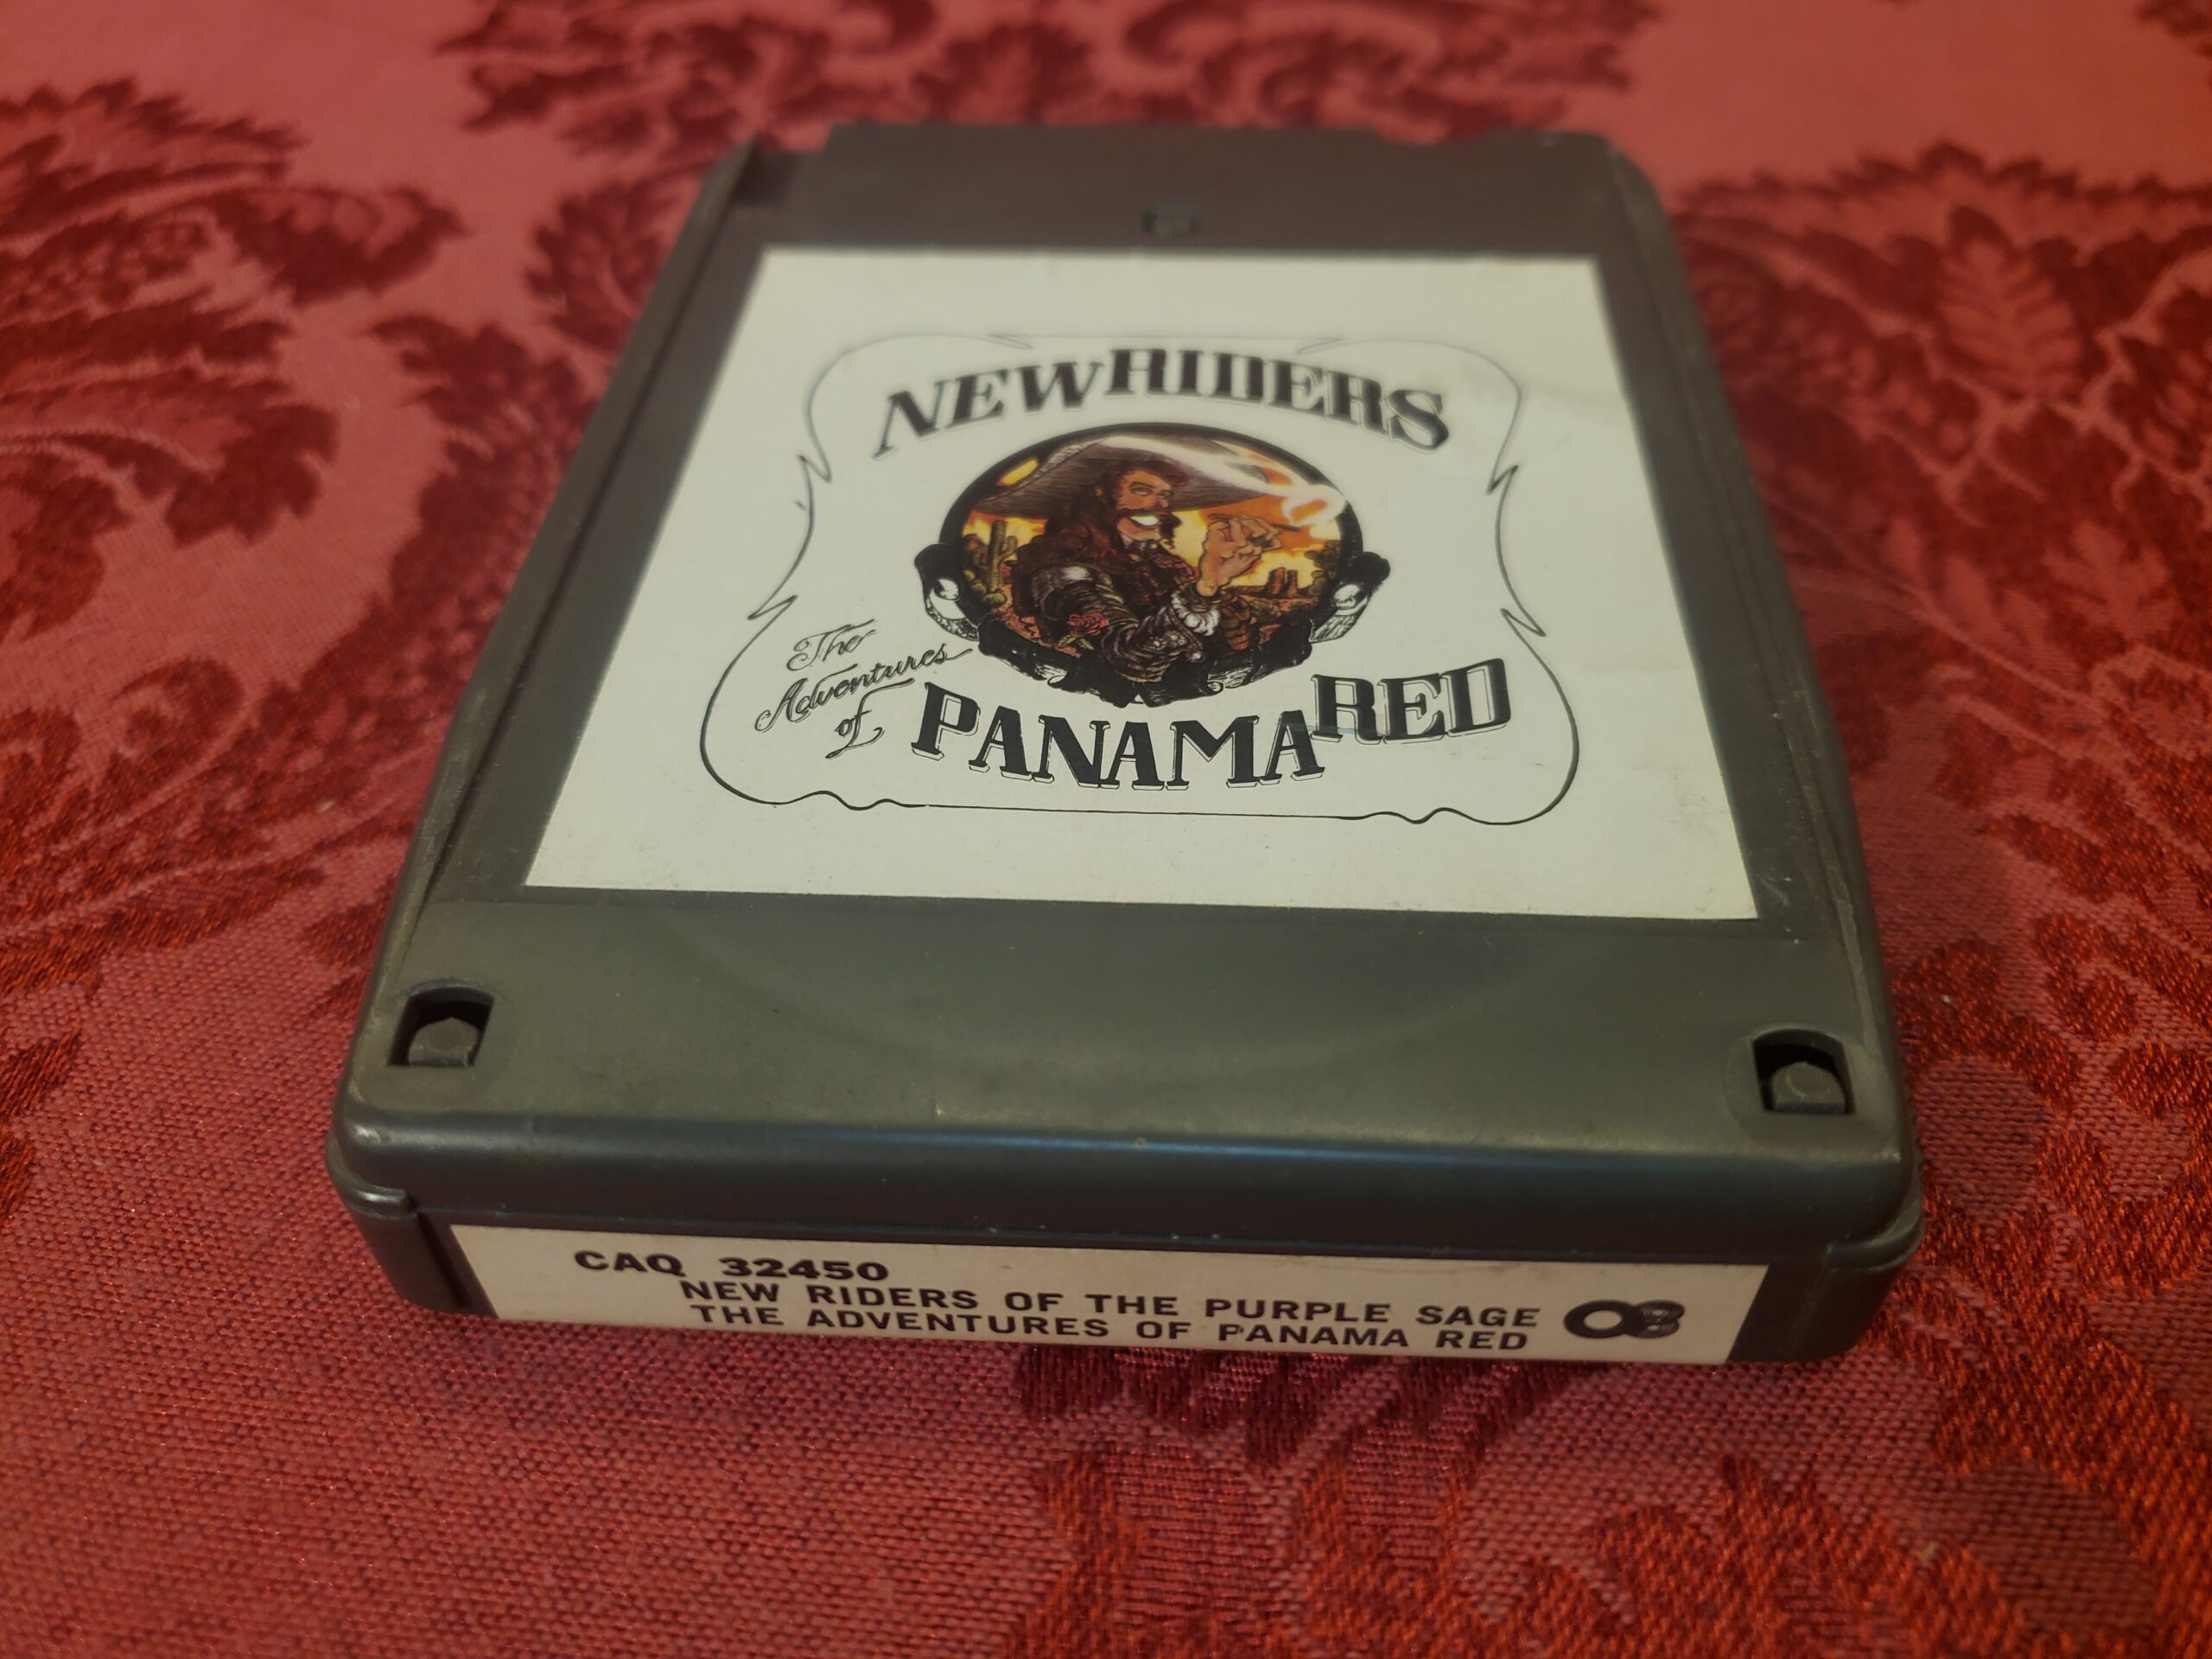 NEW RIDERS
The
Adventures
of
PANAMA RED
CAQ 32450
NEW RIDERS OF THE PURPLE SAGE
THE ADVENTURES OF PANAMA RED